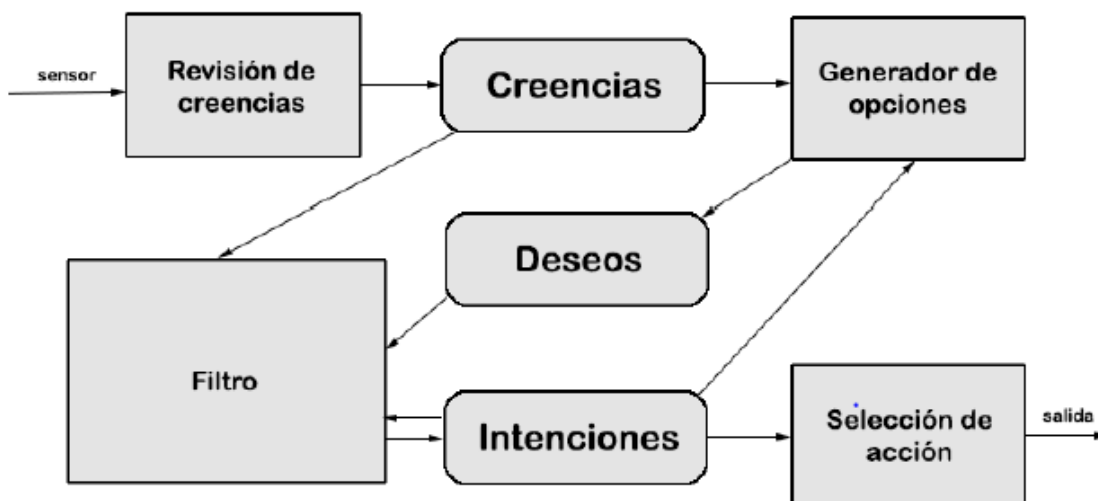 sensor
Revisión de
creencias
Creencias
Generador de
opciones
Deseos
Filtro
Intenciones
Selección de
acción
salida